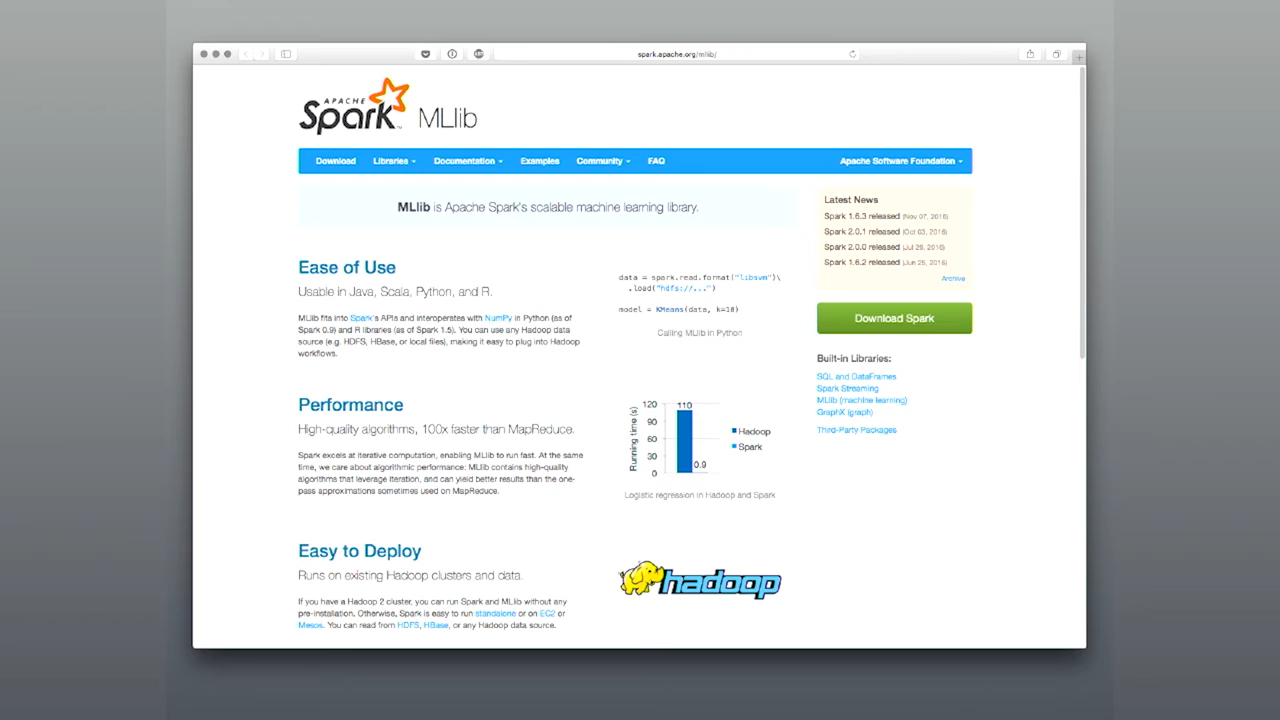 spark.apache.org/mllib/
APACHE
Spark MLlib
Download Libraries Documentation Examples Community FAQ Apache Software Foundation
MLlib is Apache Spark's scalable machine learning library.
Latest News
Spark 1.6.3 released (Nov 07, 2016)
Spark 2.0.1 released (Oct 03, 2016)
Spark 2.0.0 released (Jul 26, 2016)
Spark 1.6.2 released (Jun 25, 2016)
Archive
Download Spark
Built-in Libraries:
SQL and DataFrames
Spark Streaming
MLlib (machine learning)
GraphX (graph)
Third-Party Packages
Ease of Use
Usable in Java, Scala, Python, and R.
MLlib fits into Spark's APIs and interoperates with NumPy in Python (as of
Spark 0.9) and R libraries (as of Spark 1.5). You can use any Hadoop data
source (e.g. HDFS, HBase, or local files), making it easy to plug into Hadoop
workflows.
data = spark.read.format("libsvm")\
.load("hdfs://...")
model = KMeans(data, k=10)
Calling MLlib in Python
Performance
High-quality algorithms, 100x faster than MapReduce.
Spark excels at iterative computation, enabling MLlib to run fast. At the same
time, we care about algorithmic performance: MLlib contains high-quality
algorithms that leverage iteration, and can yield better results than the one-
pass approximations sometimes used on MapReduce.
Running time (s)
120
90
60
30
0
110
0.9
Hadoop
Spark
Logistic regression in Hadoop and Spark
Easy to Deploy
Runs on existing Hadoop clusters and data.
If you have a Hadoop 2 cluster, you can run Spark and MLlib without any
pre-installation. Otherwise, Spark is easy to run standalone or on EC2 or
Mesos. You can read from HDFS, HBase, or any Hadoop data source.
hadoop